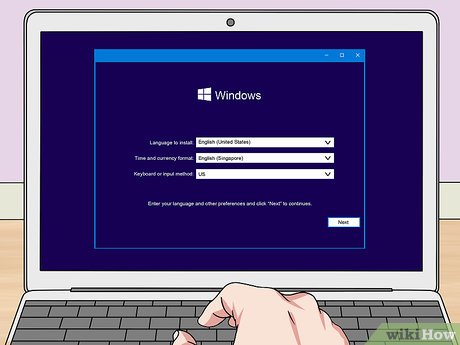 Windows
Language to install: English (United States)
Time and currency format: English (Singapore)
Keyboard or input method: US
Enter your language and other preferences and click "Next" to continues.
Next
wikiHow